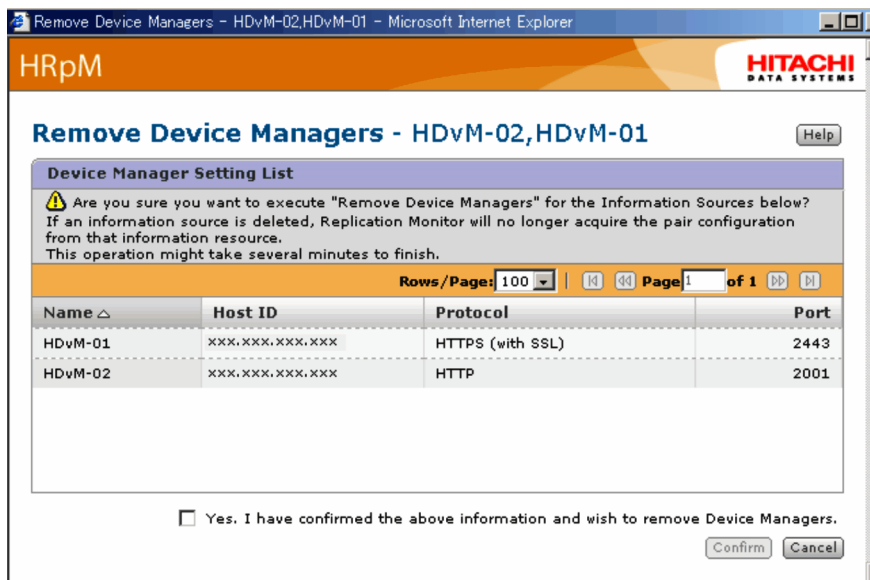 Remove Device Managers - HDvM-02,HDvM-01 - Microsoft Internet Explorer
HRpM
HITACHI
DATA SYSTEMS
Remove Device Managers - HDvM-02,HDvM-01
Help
Device Manager Setting List
Are you sure you want to execute "Remove Device Managers" for the Information Sources below?
If an information source is deleted, Replication Monitor will no longer acquire the pair configuration
from that information resource.
This operation might take several minutes to finish.
Rows/Page: 100 Page 1 of 1
Name Host ID Protocol Port
HDvM-01 xxx.xxx.xxx.xxx HTTPS (with SSL) 2443
HDvM-02 xxx.xxx.xxx.xxx HTTP 2001
Yes. I have confirmed the above information and wish to remove Device Managers.
Confirm Cancel